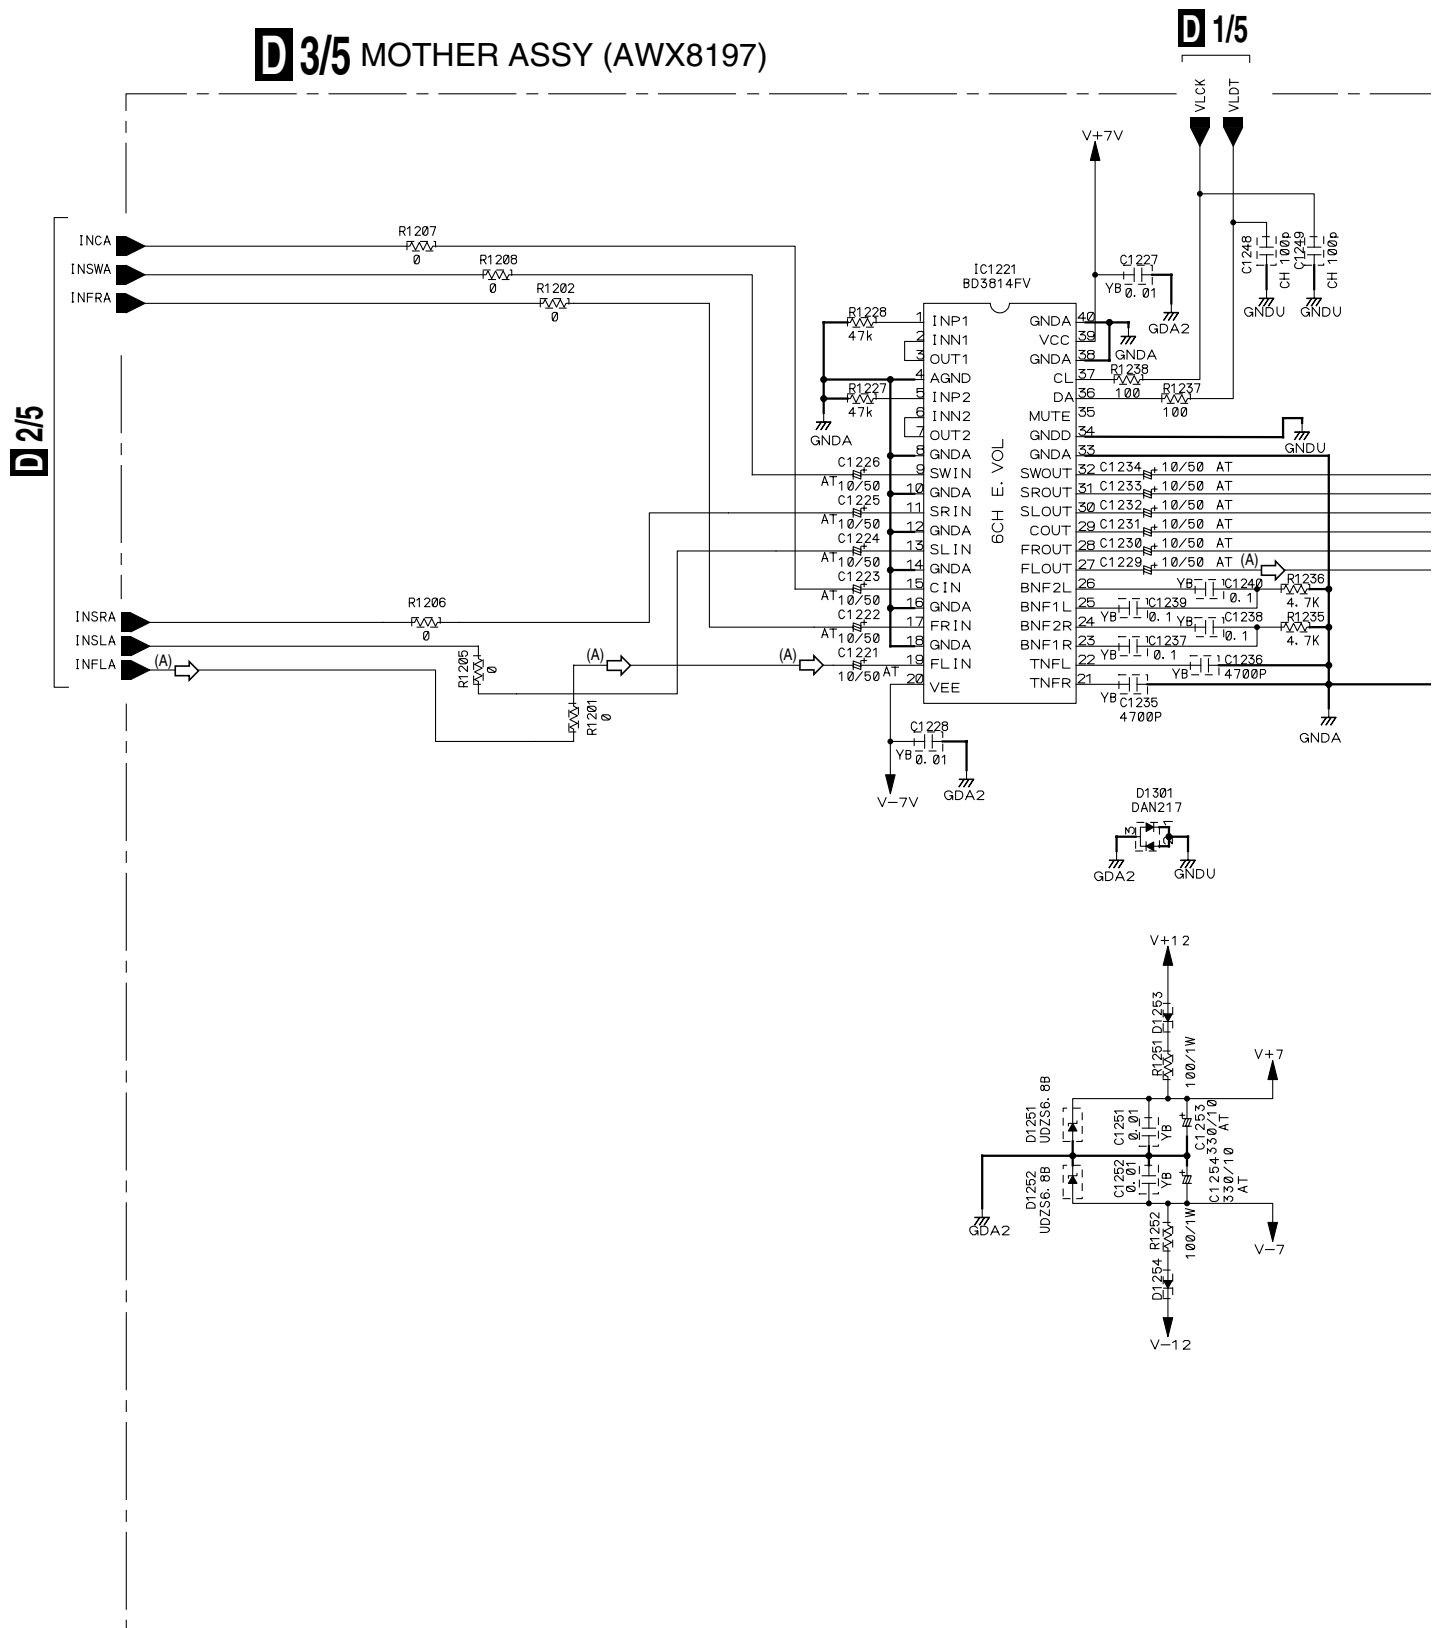 D 3/5 MOTHER ASSY (AWX8197)
D 1/5
VLCK
VLDT
V+7V
D 2/5
INCA
INSWA
INFRA
R1207
0
R1208
0
R1202
0
C1227
YB 0.01
GDA2
C1248
CH 100p
C1249
CH 100p
GNDU
GNDU
IC1221
BD3814FV
6CH E. VOL
R1228
47k
R1227
47k
GNDA
1 INP1
2 INN1
3 OUT1
4 AGND
5 INP2
6 INN2
7 OUT2
8 GNDA
9 SWIN
10 GNDA
11 SRIN
12 GNDA
13 SLIN
14 GNDA
15 CIN
16 GNDA
17 FRIN
18 GNDA
19 FLIN
20 VEE
GNDA 40
VCC 39
GNDA 38
CL 37
DA 36
MUTE 35
GNDD 34
GNDA 33
SWOUT 32
SROUT 31
SLOUT 30
COUT 29
FROUT 28
FLOUT 27
BNF2L 26
BNF1L 25
BNF2R 24
BNF1R 23
TNFL 22
TNFR 21
GNDA
R1238
100
R1237
100
GNDU
C1226
AT 10/50
C1225
AT 10/50
C1224
AT 10/50
C1223
AT 10/50
C1222
AT 10/50
C1221
10/50 AT
C1234 + 10/50 AT
C1233 + 10/50 AT
C1232 + 10/50 AT
C1231 + 10/50 AT
C1230 + 10/50 AT
C1229 + 10/50 AT (A)
YB C1240
0.1
R1236
4.7K
YB C1239
0.1
YB C1238
0.1
R1235
4.7K
YB C1237
0.1
YB C1236
4700P
YB C1235
4700P
GNDA
INSRA
INSLA
INFLA
(A)
R1206
0
R1205
0
R1201
0
(A)
(A)
C1228
YB 0.01
GDA2
V-7V
D1301
DAN217
3
1
2
GDA2
GNDU
V+12
D1253
R1251
100/1W
V+7
D1251
UDZS6.8B
C1251
0.01
YB
C1253
330/10
AT
D1252
UDZS6.8B
C1252
0.01
YB
C1254
330/10
AT
GDA2
R1252
100/1W
V-7
D1254
V-12